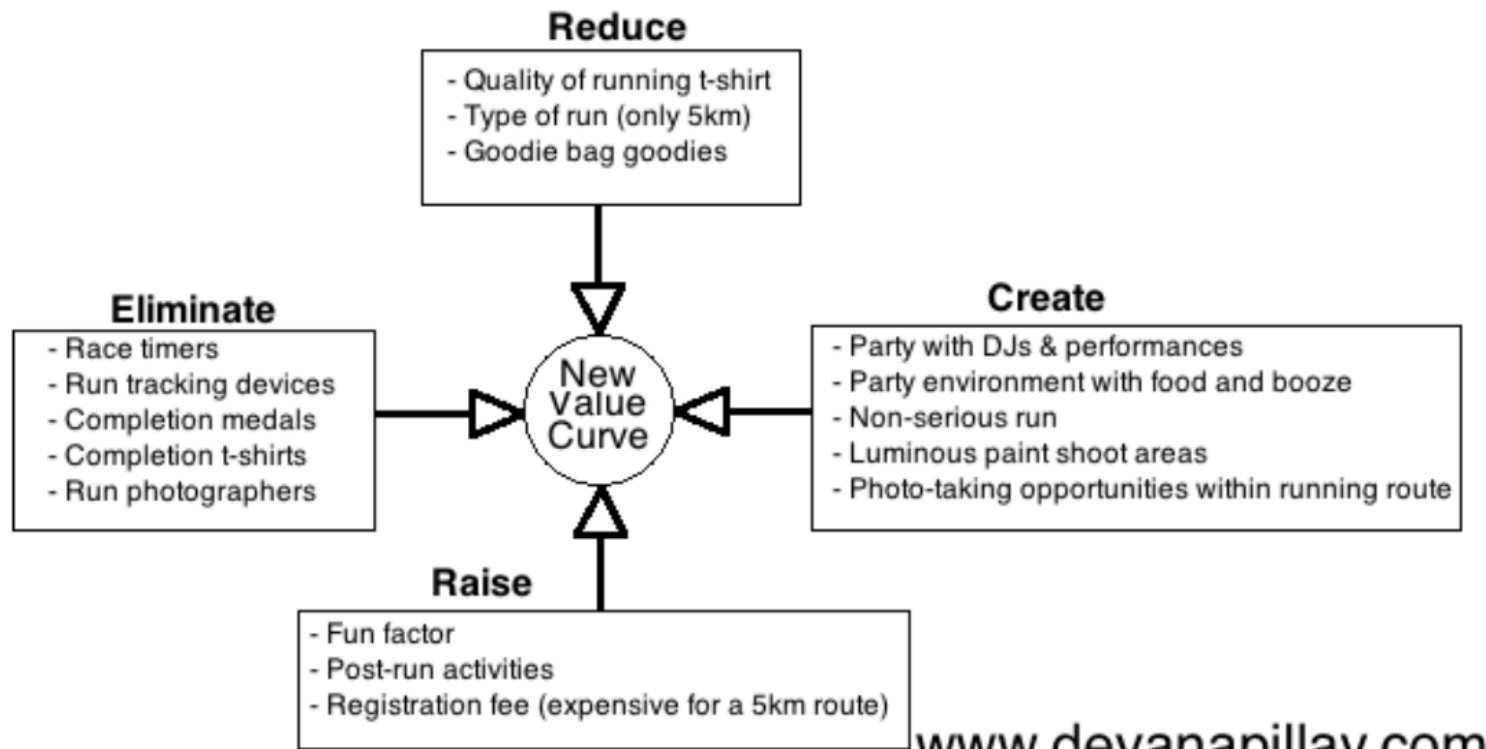 Reduce
- Quality of running t-shirt
- Type of run (only 5km)
- Goodie bag goodies
Eliminate
- Race timers
- Run tracking devices
- Completion medals
- Completion t-shirts
- Run photographers
New
Value
Curve
Create
- Party with DJs & performances
- Party environment with food and booze
- Non-serious run
- Luminous paint shoot areas
- Photo-taking opportunities within running route
Raise
- Fun factor
- Post-run activities
- Registration fee (expensive for a 5km route)
www.devanapillay.com